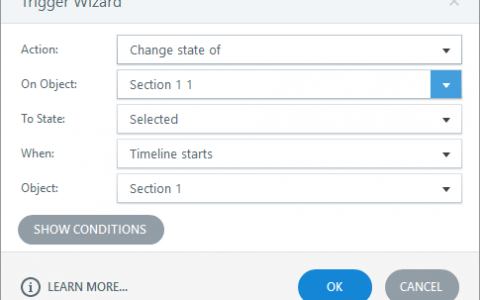 Trigger Wizard
Action: Change state of
On Object: Section 1 1
To State: Selected
When: Timeline starts
Object: Section 1
SHOW CONDITIONS
LEARN MORE... OK CANCEL